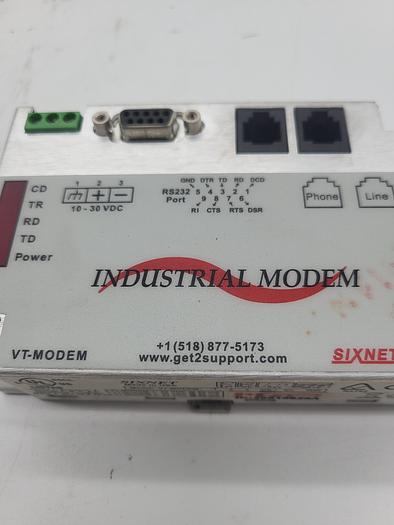 CD
TR
RD
TD
Power
1 2 3
10 - 30 VDC
GND DTR TD RD DCD
RS232 5 4 3 2 1
Port 9 8 7 6
RI CTS RTS DSR
Phone
Line
INDUSTRIAL MODEM
VT-MODEM
+1 (518) 877-5173
www.get2support.com
SIXNET
SIXNET